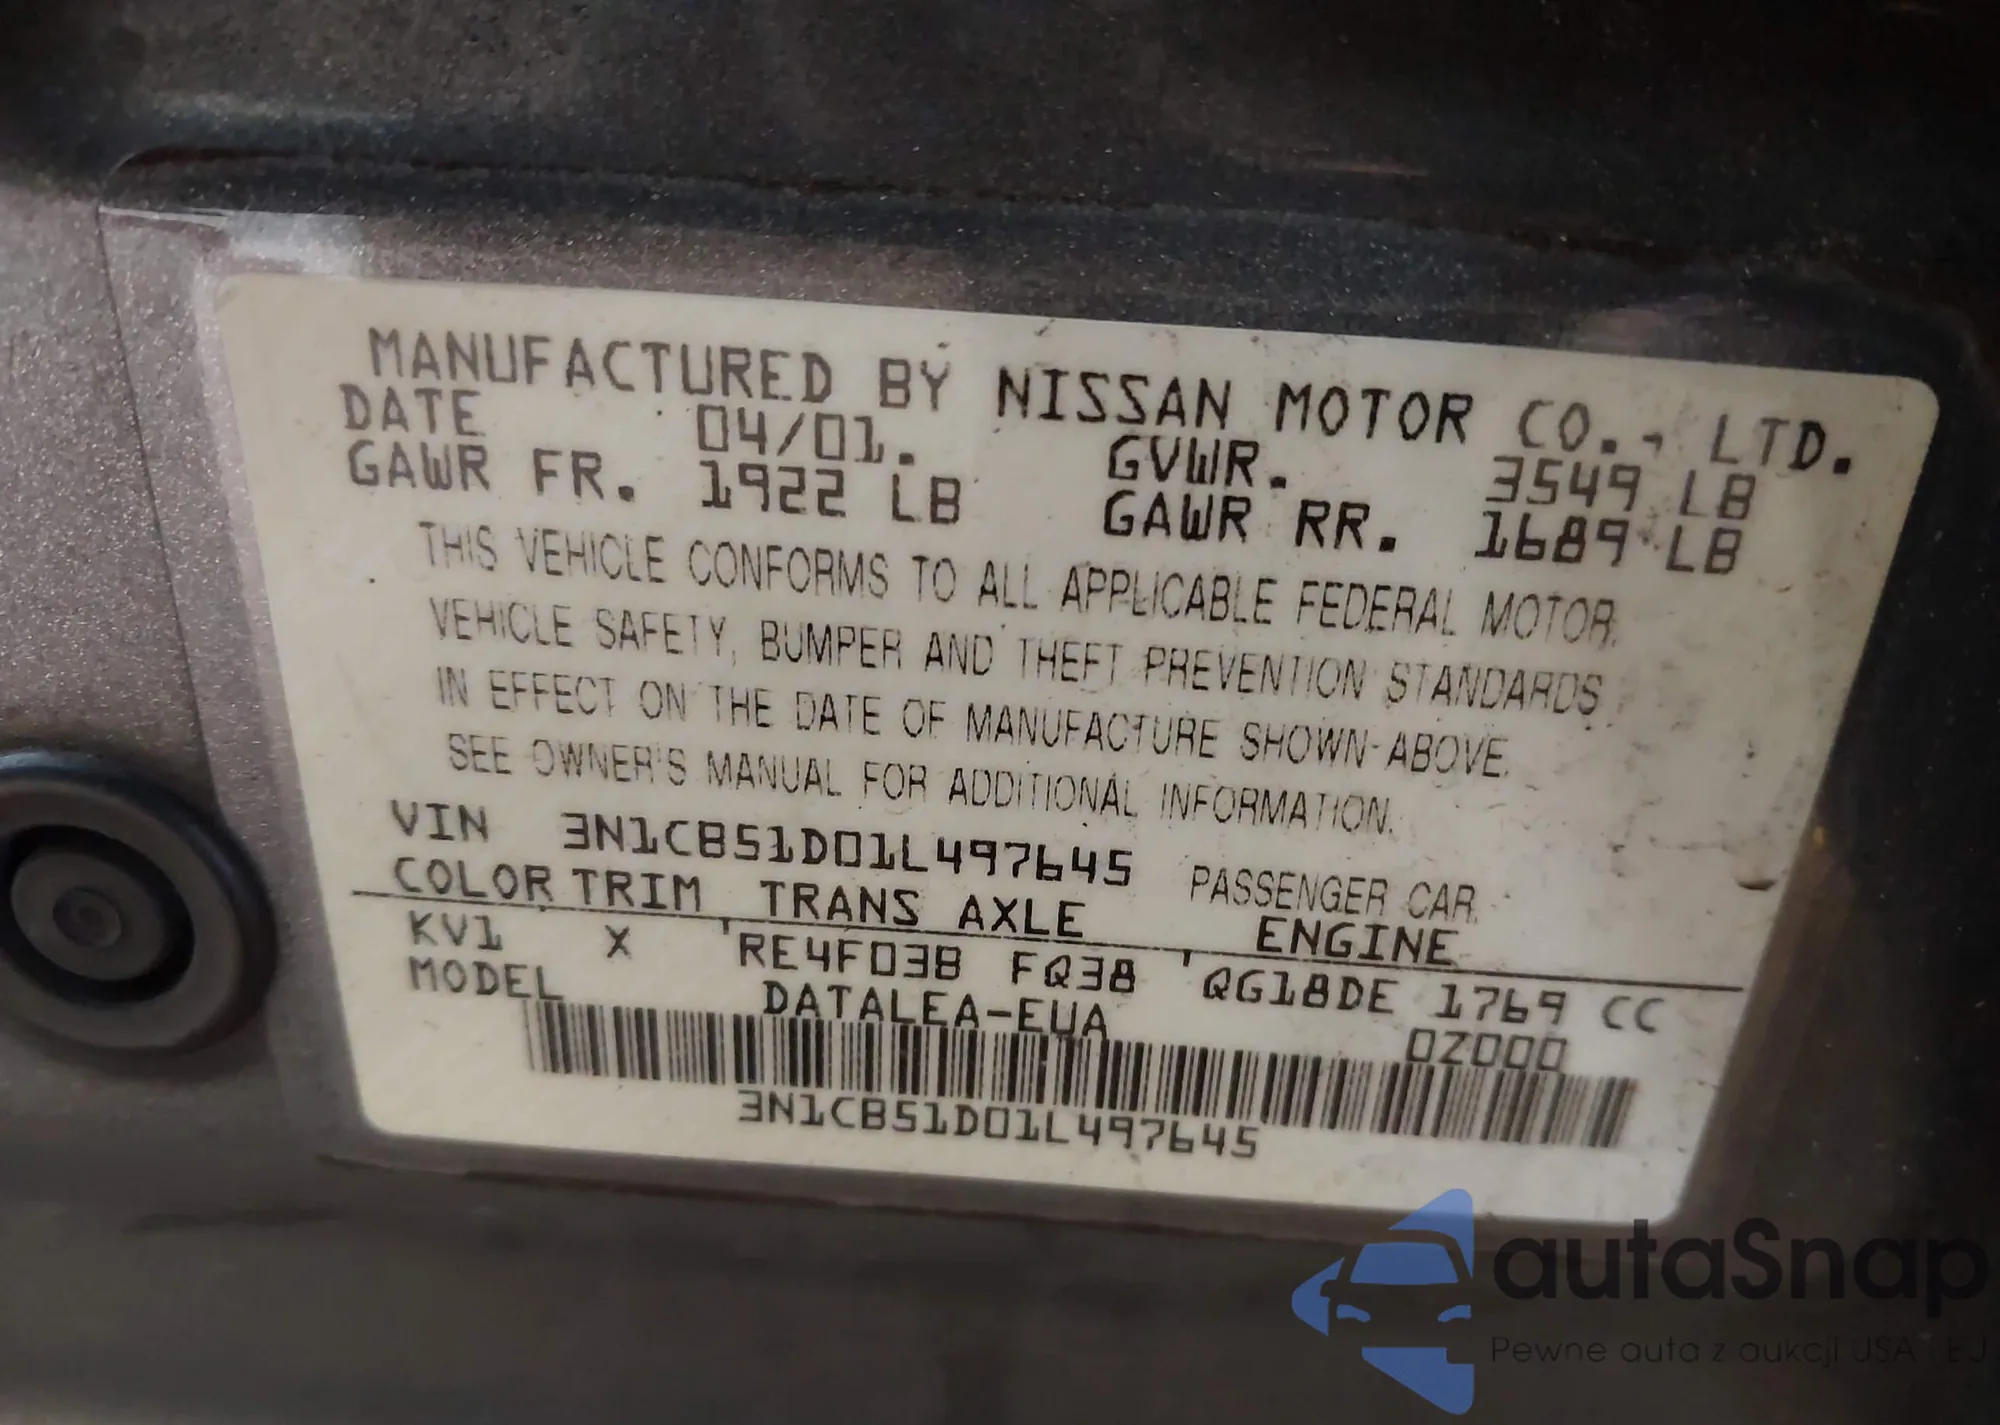 MANUFACTURED BY NISSAN MOTOR CO., LTD.
DATE 04/01. GVWR. 3549 LB
GAWR FR. 1922 LB GAWR RR. 1689 LB
THIS VEHICLE CONFORMS TO ALL APPLICABLE FEDERAL MOTOR
VEHICLE SAFETY, BUMPER AND THEFT PREVENTION STANDARDS
IN EFFECT ON THE DATE OF MANUFACTURE SHOWN ABOVE.
SEE OWNER'S MANUAL FOR ADDITIONAL INFORMATION.
VIN 3N1CB51D01L497645 PASSENGER CAR
COLOR TRIM TRANS AXLE ENGINE
KV1 X RE4F03B FQ38 QG18DE 1769 CC
MODEL DATALEA-EUA 0Z000
3N1CB51D01L497645
autaSnap
Pewne auta z aukcji USA i EJ